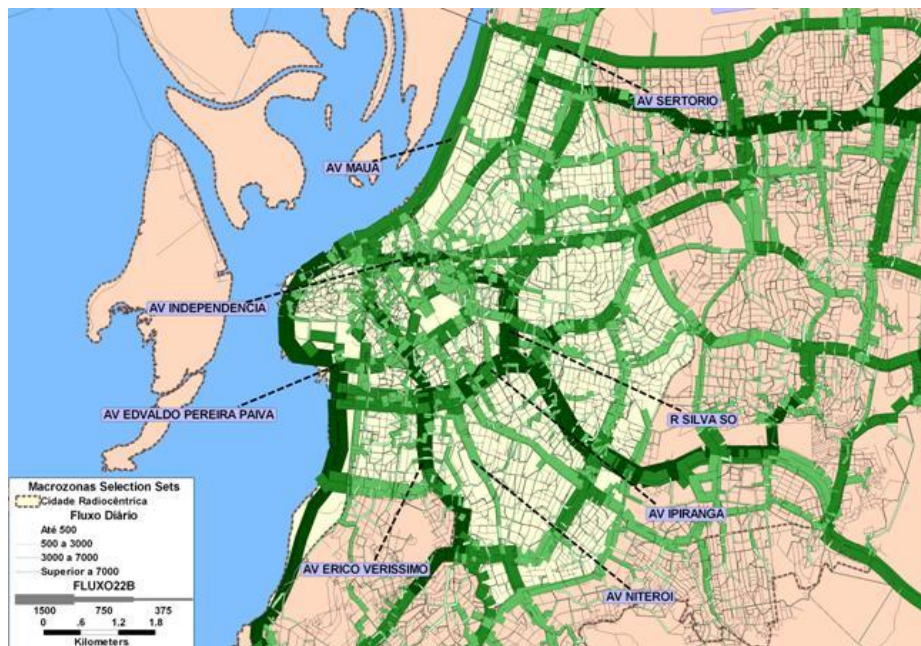 AV SERTORIO
AV MAUA
AV INDEPENDENCIA
AV EDVALDO PEREIRA PAIVA
R SILVA SO
AV IPIRANGA
AV ERICO VERISSIMO
AV NITEROI
Macrozonas Selection Sets
Cidade Radiocêntrica
Fluxo Diário
Até 500
500 a 3000
3000 a 7000
Superior a 7000
FLUXO22B
1500 750 375
0 .6 1.2 1.8
Kilometers